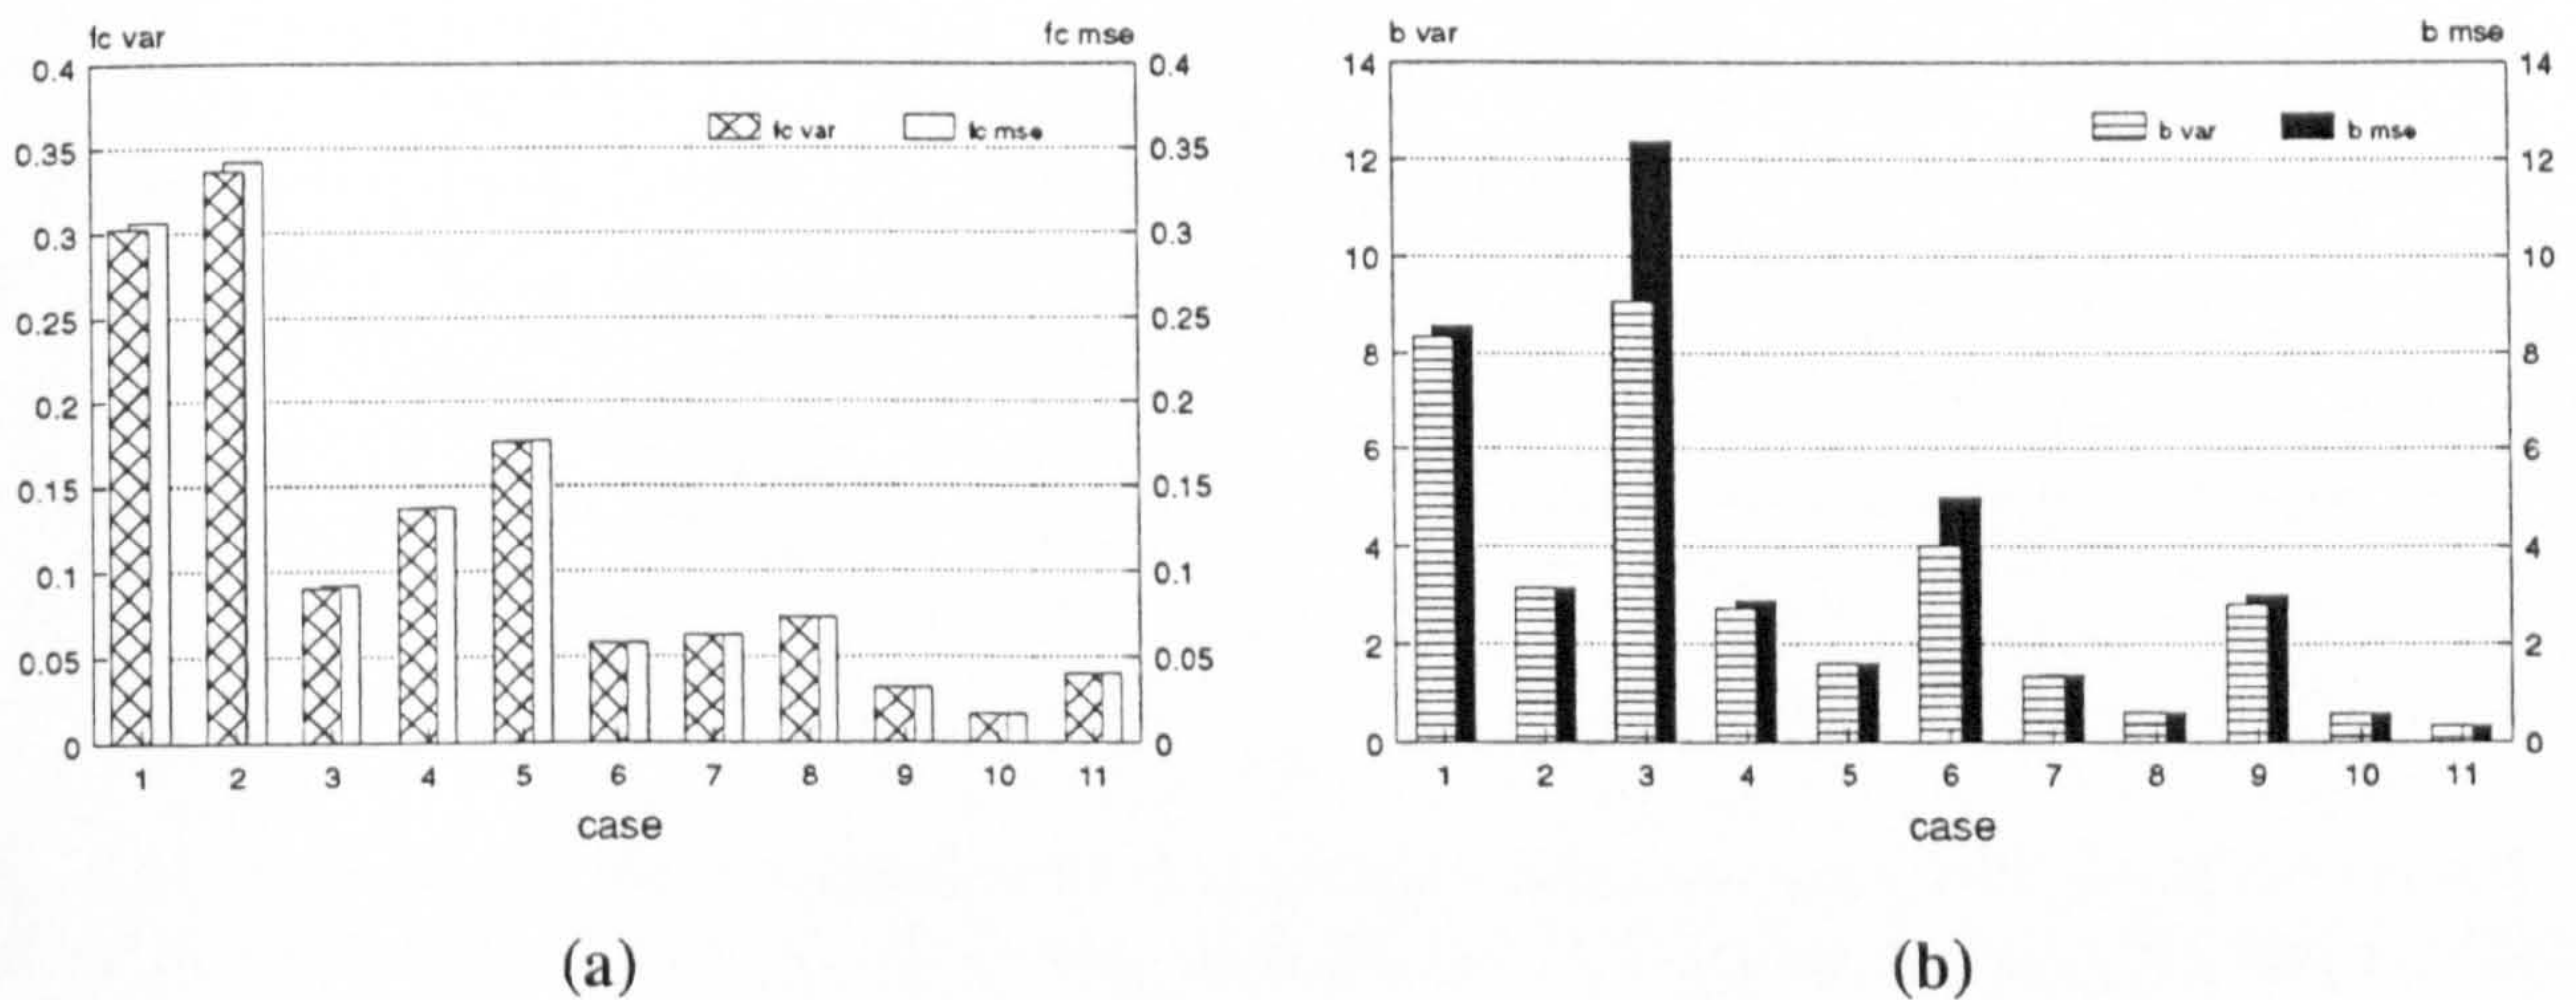 fc var fc mse
0.4 0.4
fc var fc mse
0.35 0.35
0.3 0.3
0.25 0.25
0.2 0.2
0.15 0.15
0.1 0.1
0.05 0.05
0 0
1 2 3 4 5 6 7 8 9 10 11
case
(a)
b var b mse
14 14
b var b mse
12 12
10 10
8 8
6 6
4 4
2 2
0 0
1 2 3 4 5 6 7 8 9 10 11
case
(b)